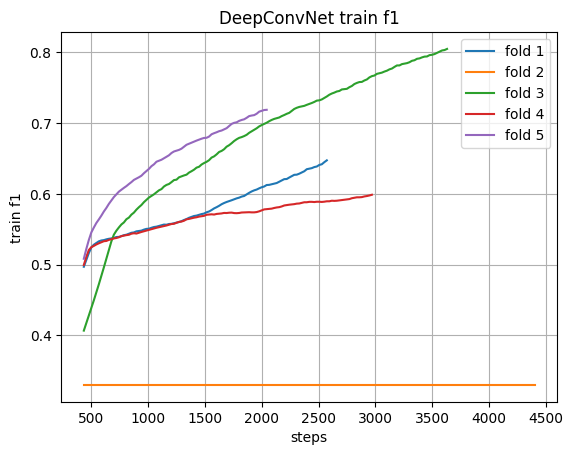 DeepConvNet train f1
train f1
0.8
0.7
0.6
0.5
0.4
fold 1
fold 2
fold 3
fold 4
fold 5
500 1000 1500 2000 2500 3000 3500 4000 4500
steps